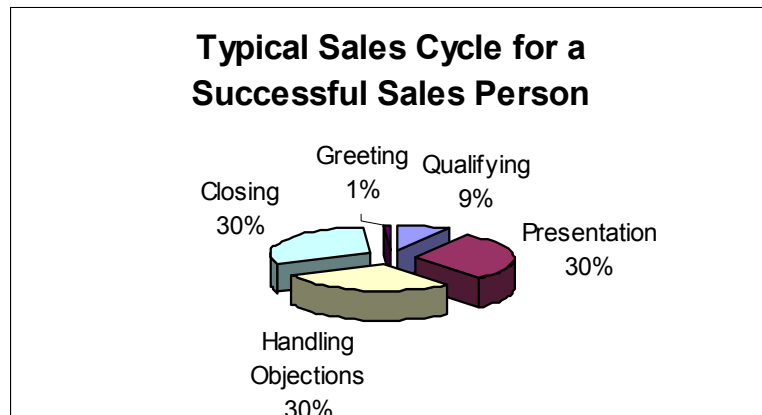 Typical Sales Cycle for a
Successful Sales Person
Greeting
1%
Qualifying
9%
Closing
30%
Presentation
30%
Handling
Objections
30%